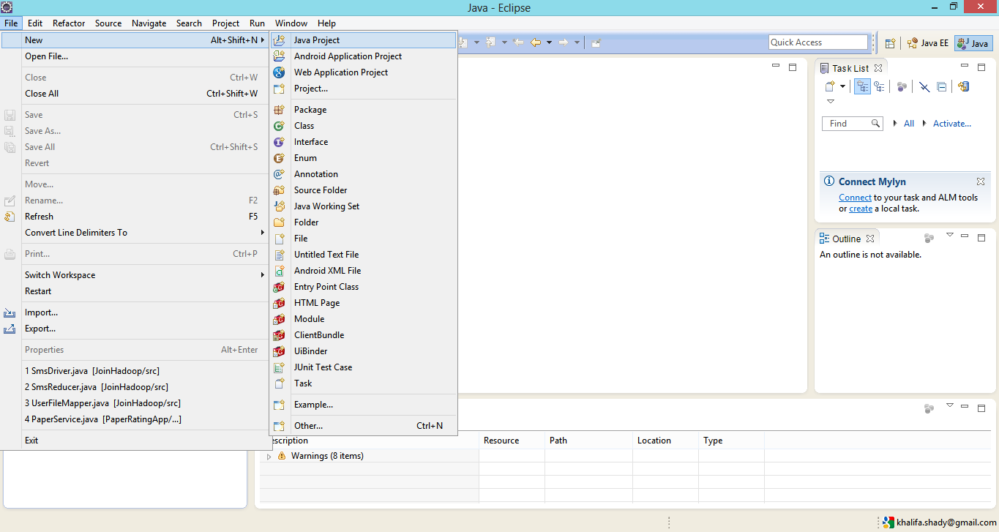 Java - Eclipse
File Edit Refactor Source Navigate Search Project Run Window Help
New Alt+Shift+N
Open File...
Close Ctrl+W
Close All Ctrl+Shift+W
Save Ctrl+S
Save As...
Save All Ctrl+Shift+S
Revert
Move...
Rename... F2
Refresh F5
Convert Line Delimiters To
Print... Ctrl+P
Switch Workspace
Restart
Import...
Export...
Properties Alt+Enter
1 SmsDriver.java [JoinHadoop/src]
2 SmsReducer.java [JoinHadoop/src]
3 UserFileMapper.java [JoinHadoop/src]
4 PaperService.java [PaperRatingApp/...]
Exit
Java Project
Android Application Project
Web Application Project
Project...
Package
Class
Interface
Enum
Annotation
Source Folder
Java Working Set
Folder
File
Untitled Text File
Android XML File
Entry Point Class
HTML Page
Module
ClientBundle
UiBinder
JUnit Test Case
Task
Example...
Other... Ctrl+N
Quick Access
Java EE
Java
Task List
Find
All
Activate...
Connect Mylyn
Connect to your task and ALM tools
or create a local task.
Outline
An outline is not available.
escription Resource Path Location Type
Warnings (8 items)
khalifa.shady@gmail.com